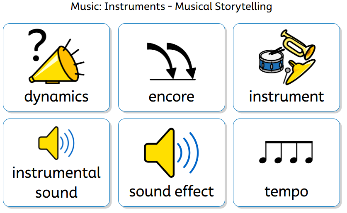 Music: Instruments - Musical Storytelling
?
dynamics
encore
instrument
instrumental
sound
sound effect
tempo